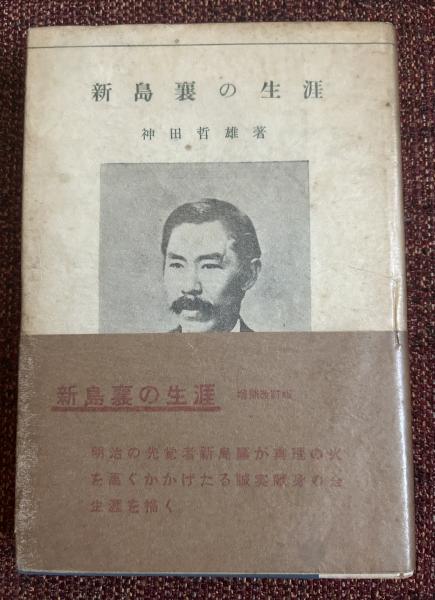 新島襄の生涯
神田哲雄著
新島襄の生涯 増補改訂版
明治の先覚者新島襄が真理の火
を高くかかげたる誠実献身の全
生涯を描く